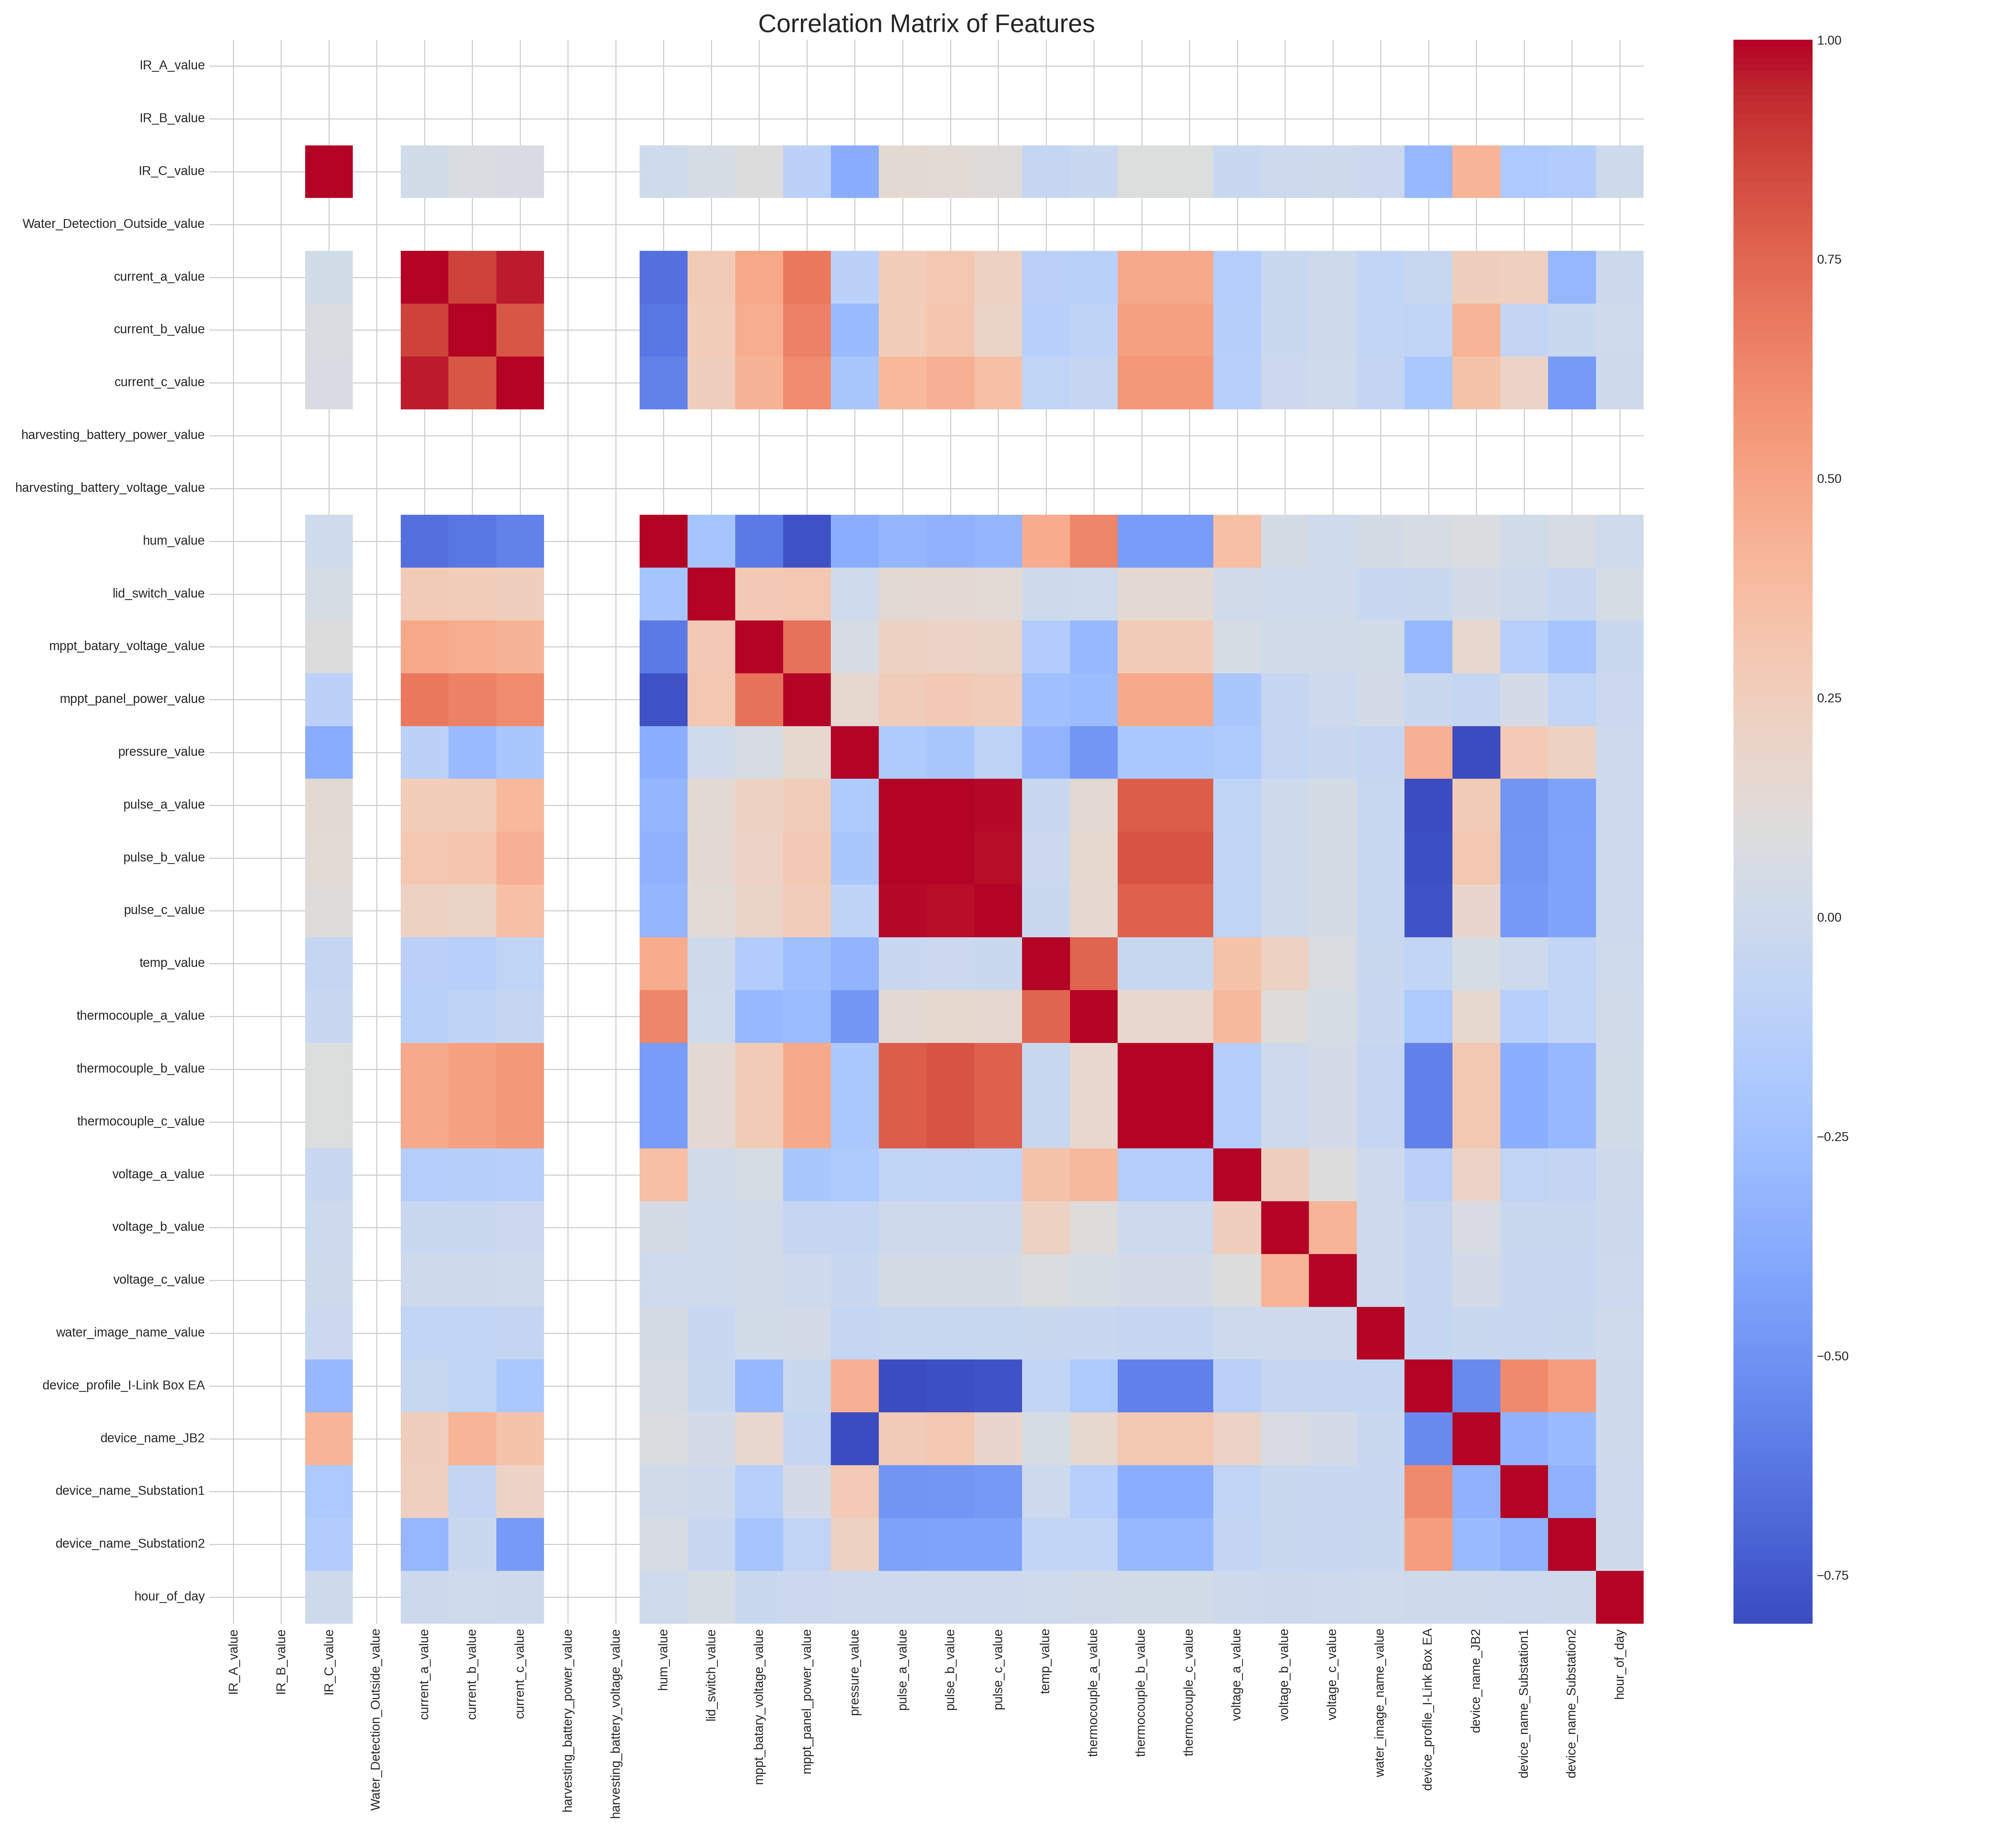 Correlation Matrix of Features
IR_A_value
IR_B_value
IR_C_value
Water_Detection_Outside_value
current_a_value
current_b_value
current_c_value
harvesting_battery_power_value
harvesting_battery_voltage_value
hum_value
lid_switch_value
mppt_batary_voltage_value
mppt_panel_power_value
pressure_value
pulse_a_value
pulse_b_value
pulse_c_value
temp_value
thermocouple_a_value
thermocouple_b_value
thermocouple_c_value
voltage_a_value
voltage_b_value
voltage_c_value
water_image_name_value
device_profile_I-Link Box EA
device_name_JB2
device_name_Substation1
device_name_Substation2
hour_of_day
IR_A_value
IR_B_value
IR_C_value
Water_Detection_Outside_value
current_a_value
current_b_value
current_c_value
harvesting_battery_power_value
harvesting_battery_voltage_value
hum_value
lid_switch_value
mppt_batary_voltage_value
mppt_panel_power_value
pressure_value
pulse_a_value
pulse_b_value
pulse_c_value
temp_value
thermocouple_a_value
thermocouple_b_value
thermocouple_c_value
voltage_a_value
voltage_b_value
voltage_c_value
water_image_name_value
device_profile_I-Link Box EA
device_name_JB2
device_name_Substation1
device_name_Substation2
hour_of_day
1.00
0.75
0.50
0.25
0.00
−0.25
−0.50
−0.75